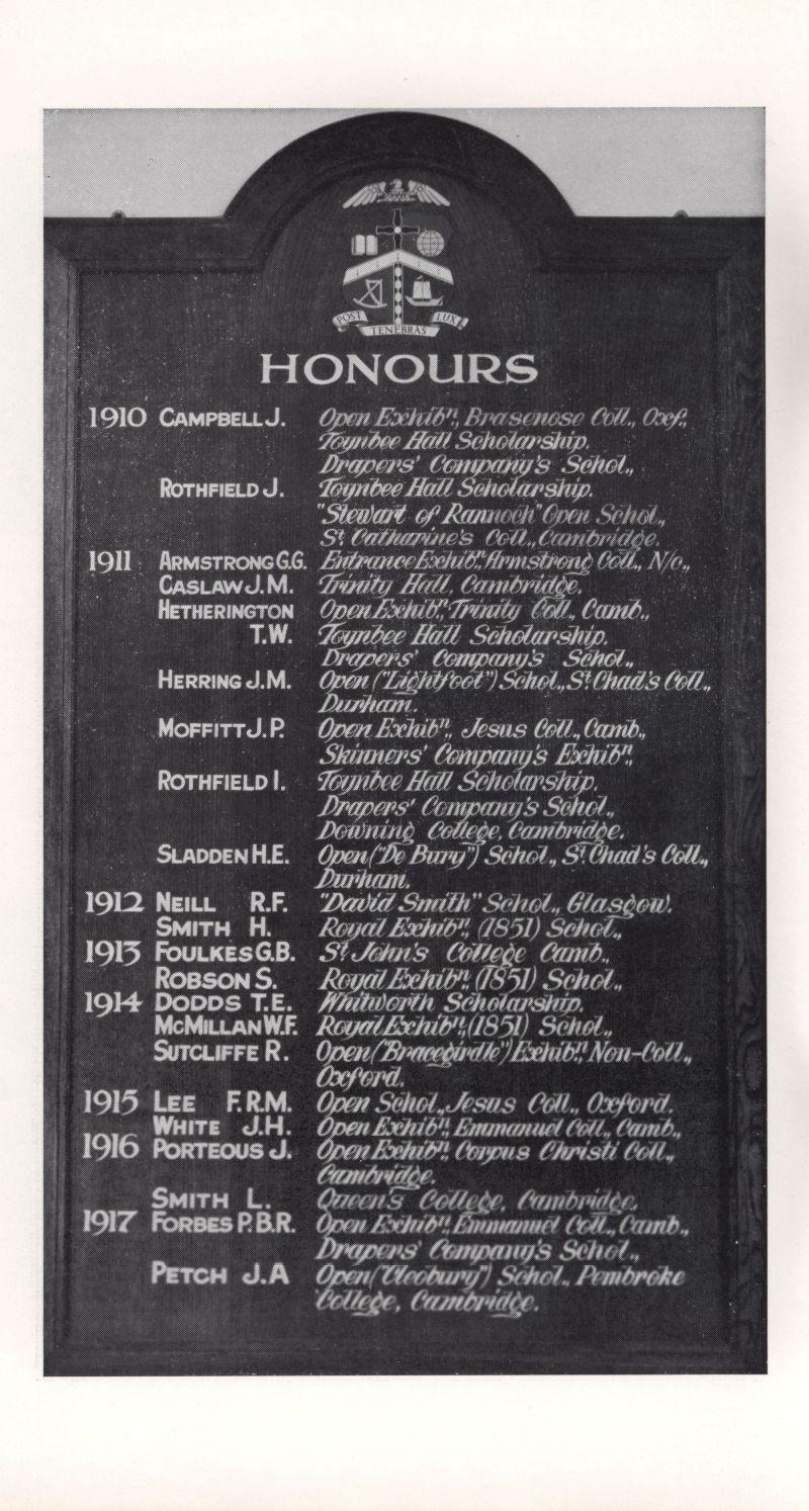 POST TENEBRAS LUX
HONOURS
1910 CAMPBELL J. Open Exhibⁿ., Brasenose Coll., Oxf.,
Toynbee Hall Scholarship.
Drapers' Company's Schol.,
ROTHFIELD J. Toynbee Hall Scholarship.
"Stewart of Rannoch" Open Schol.,
Sᵗ. Catharine's Coll., Cambridge.
1911 ARMSTRONG G.G. Entrance Exhibⁿ., Armstrong Coll., N/c.,
CASLAW J.M. Trinity Hall, Cambridge.
HETHERINGTON Open Exhibⁿ., Trinity Coll., Camb.,
T.W. Toynbee Hall Scholarship.
Drapers' Company's Schol.,
HERRING J.M. Open ("Lightfoot") Schol., Sᵗ. Chad's Coll.,
Durham.
MOFFITT J.P. Open Exhibⁿ., Jesus Coll., Camb.,
Skinners' Company's Exhibⁿ.,
ROTHFIELD I. Toynbee Hall Scholarship.
Drapers' Company's Schol.,
Downing College, Cambridge.
SLADDEN H.E. Open ("De Bury") Schol., Sᵗ. Chad's Coll.,
Durham.
1912 NEILL R.F. "David Smith" Schol., Glasgow.
SMITH H. Royal Exhibⁿ., (1851) Schol.,
1913 FOULKES G.B. Sᵗ. John's College Camb.,
ROBSON S. Royal Exhibⁿ., (1851) Schol.,
1914 DODDS T.E. Whitworth Scholarship.
McMILLAN W.F. Royal Exhibⁿ., (1851) Schol.,
SUTCLIFFE R. Open ("Bracegirdle") Exhibⁿ., Non-Coll.,
Oxford.
1915 LEE F.R.M. Open Schol., Jesus Coll., Oxford.
WHITE J.H. Open Exhibⁿ., Emmanuel Coll., Camb.,
1916 PORTEOUS J. Open Exhibⁿ., Corpus Christi Coll.,
Cambridge.
SMITH L. Queen's College, Cambridge.
1917 FORBES P.B.R. Open Exhibⁿ., Emmanuel Coll., Camb.,
Drapers' Company's Schol.,
PETCH J.A Open ("Cleobury") Schol., Pembroke
College, Cambridge.